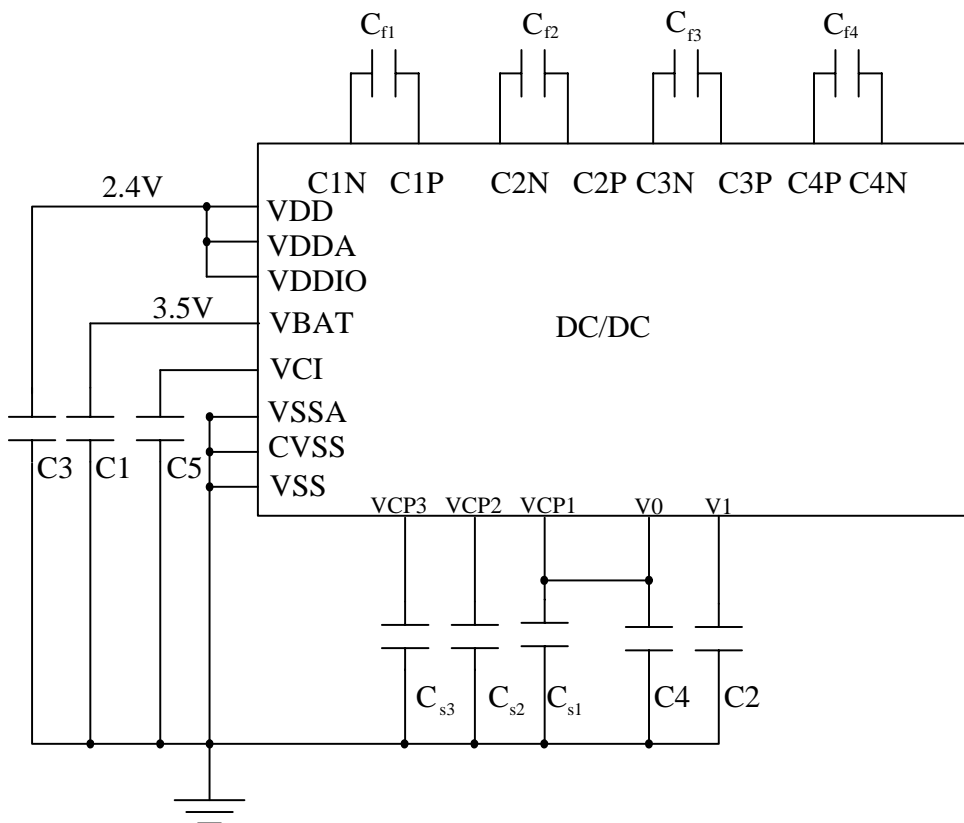 Cf1 Cf2 Cf3 Cf4
C1N C1P C2N C2P C3N C3P C4P C4N
2.4V
VDD
VDDA
VDDIO
3.5V
VBAT
DC/DC
VCI
VSSA
CVSS
VSS
C3 C1 C5
VCP3 VCP2 VCP1 V0 V1
Cs3 Cs2 Cs1 C4 C2